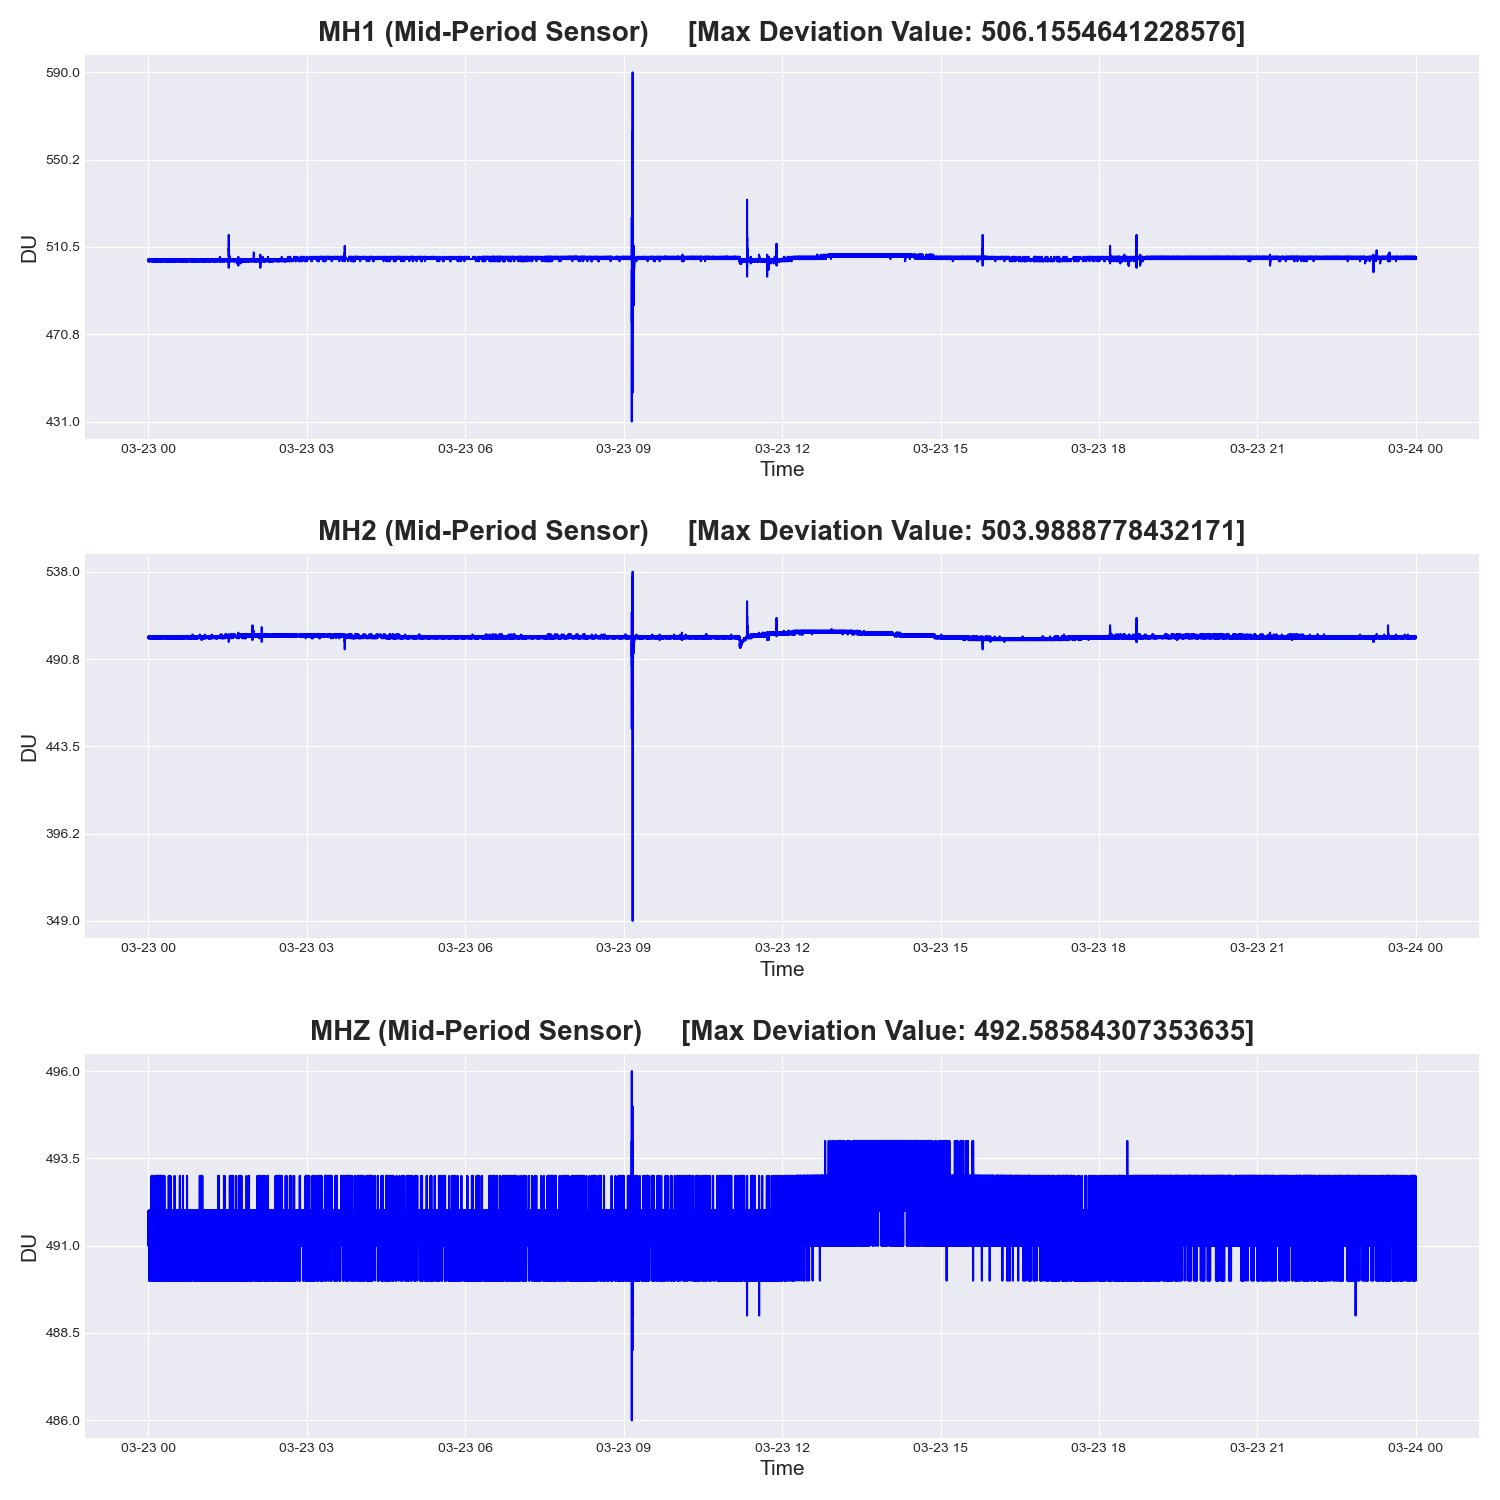 MH1 (Mid-Period Sensor) [Max Deviation Value: 506.1554641228576]
590.0
550.2
510.5
470.8
431.0
DU
03-23 00 03-23 03 03-23 06 03-23 09 03-23 12 03-23 15 03-23 18 03-23 21 03-24 00
Time
MH2 (Mid-Period Sensor) [Max Deviation Value: 503.9888778432171]
538.0
490.8
443.5
396.2
349.0
DU
03-23 00 03-23 03 03-23 06 03-23 09 03-23 12 03-23 15 03-23 18 03-23 21 03-24 00
Time
MHZ (Mid-Period Sensor) [Max Deviation Value: 492.58584307353635]
496.0
493.5
491.0
488.5
486.0
DU
03-23 00 03-23 03 03-23 06 03-23 09 03-23 12 03-23 15 03-23 18 03-23 21 03-24 00
Time